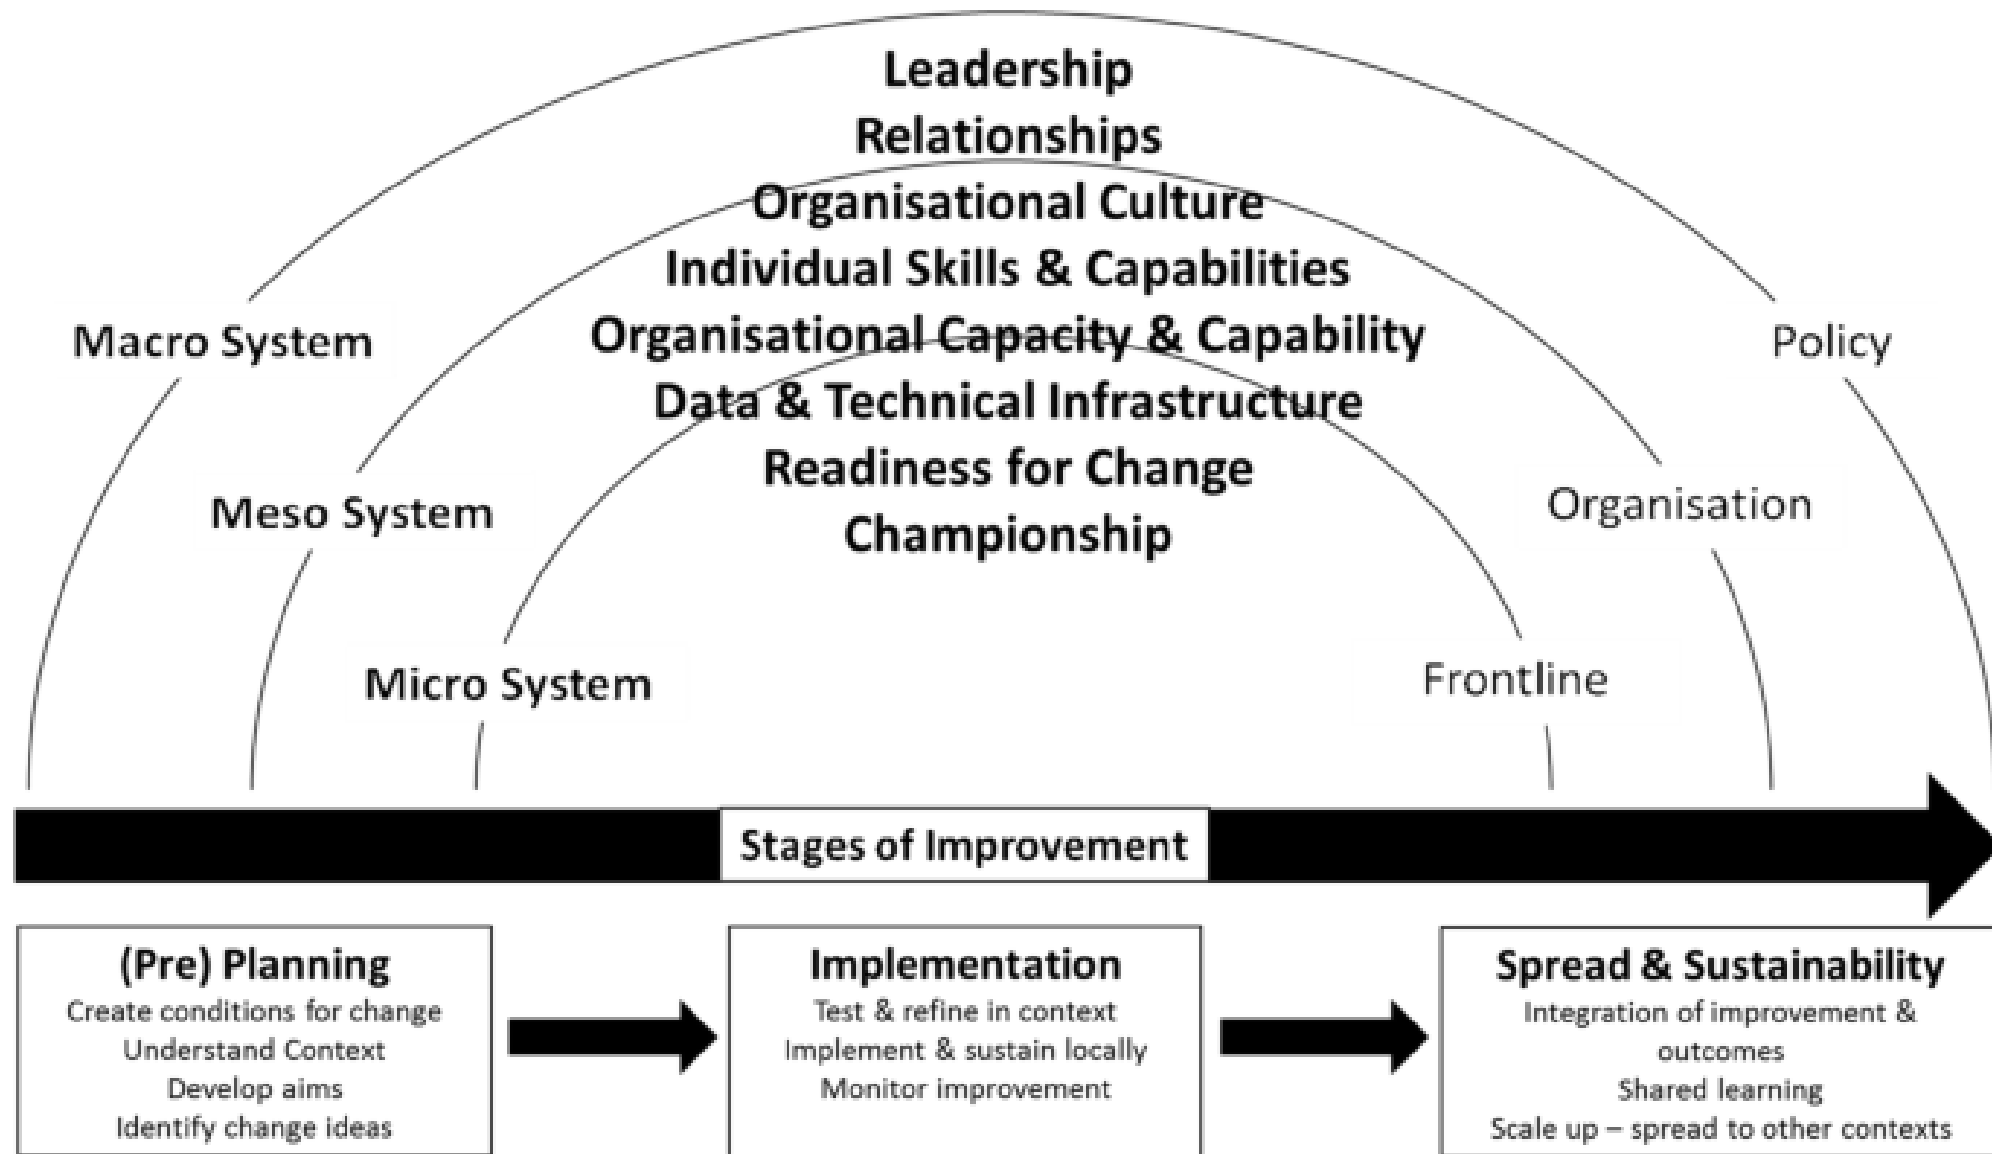 Leadership
Relationships
Organisational Culture
Individual Skills & Capabilities
Organisational Capacity & Capability
Data & Technical Infrastructure
Readiness for Change
Championship
Macro System
Policy
Meso System
Organisation
Micro System
Frontline
Stages of Improvement
(Pre) Planning
Create conditions for change
Understand Context
Develop aims
Identify change ideas
Implementation
Test & refine in context
Implement & sustain locally
Monitor improvement
Spread & Sustainability
Integration of improvement &
outcomes
Shared learning
Scale up – spread to other contexts